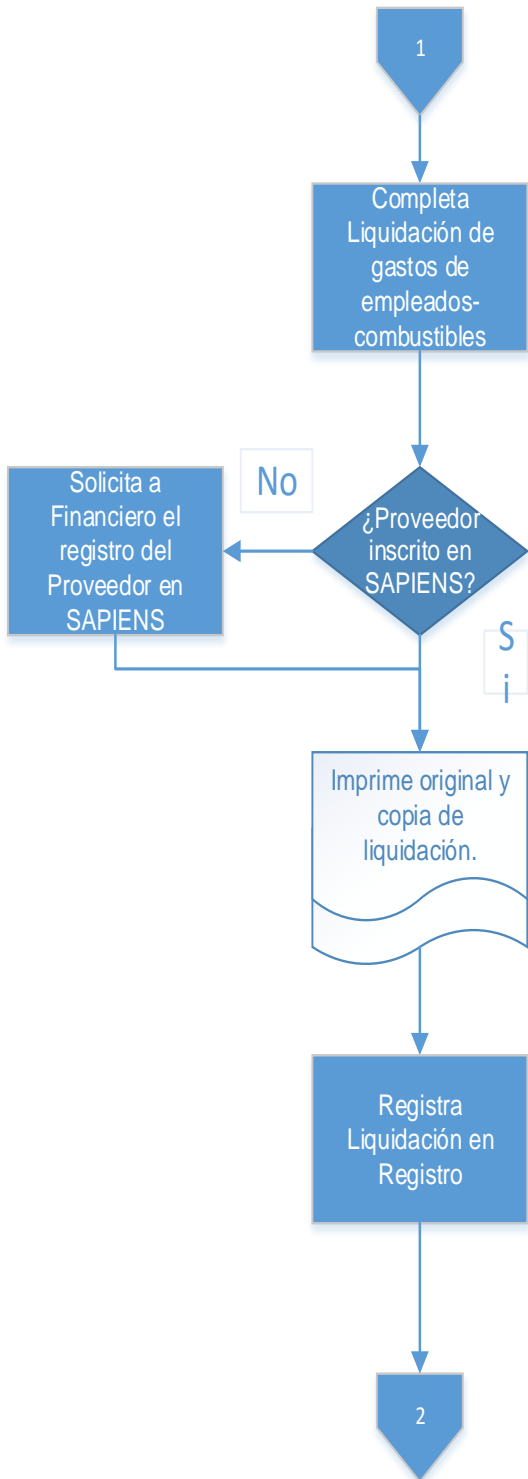 1
Completa
Liquidación de
gastos de
empleados-
combustibles
No
Solicita a
Financiero el
registro del
Proveedor en
SAPIENS
¿Proveedor
inscrito en
SAPIENS?
S
i
Imprime original y
copia de
liquidación.
Registra
Liquidación en
Registro
2